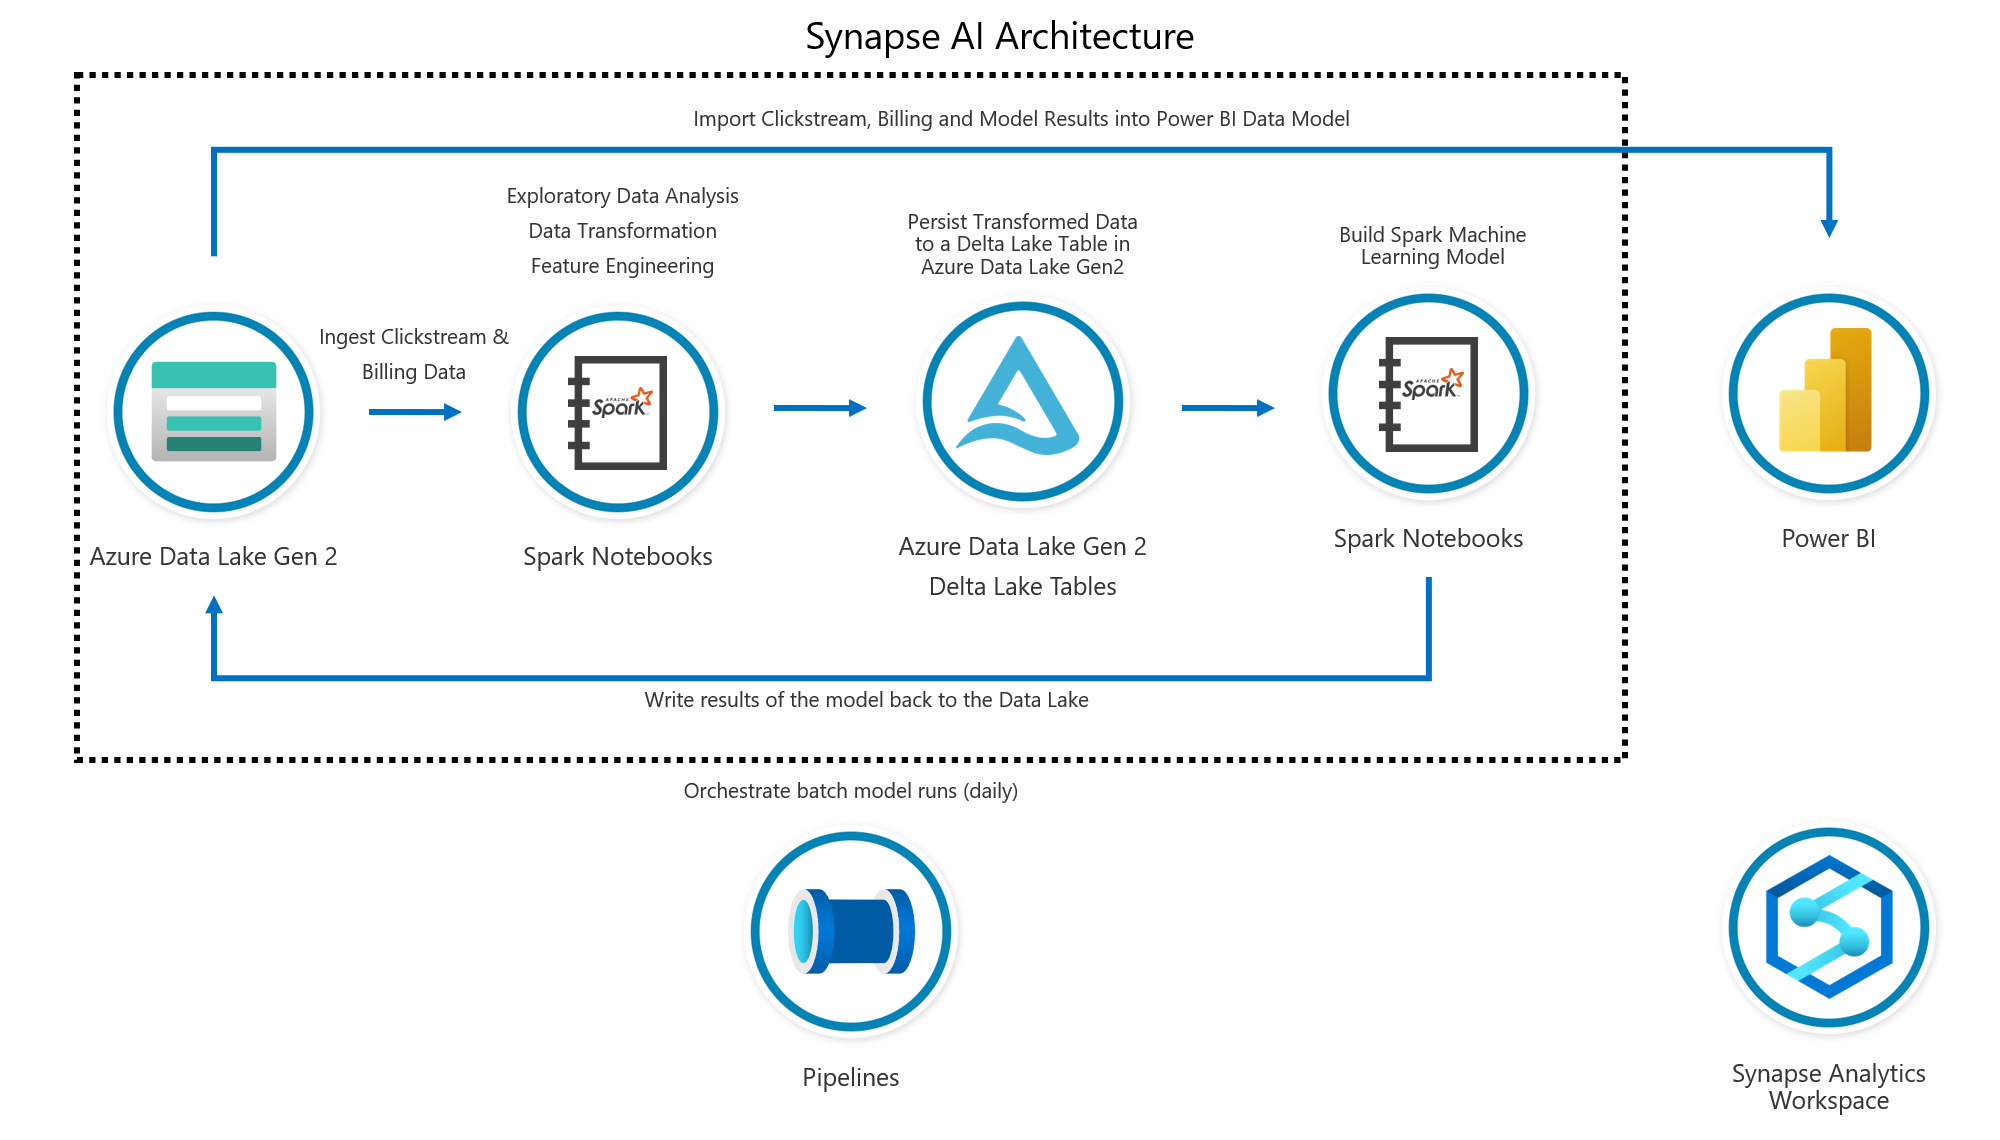 Synapse AI Architecture
Import Clickstream, Billing and Model Results into Power BI Data Model
Exploratory Data Analysis
Data Transformation
Feature Engineering
Persist Transformed Data
to a Delta Lake Table in
Azure Data Lake Gen2
Build Spark Machine
Learning Model
Ingest Clickstream &
Billing Data
APACHE
Spark
APACHE
Spark
Azure Data Lake Gen 2
Spark Notebooks
Azure Data Lake Gen 2
Delta Lake Tables
Spark Notebooks
Power BI
Write results of the model back to the Data Lake
Orchestrate batch model runs (daily)
Pipelines
Synapse Analytics
Workspace